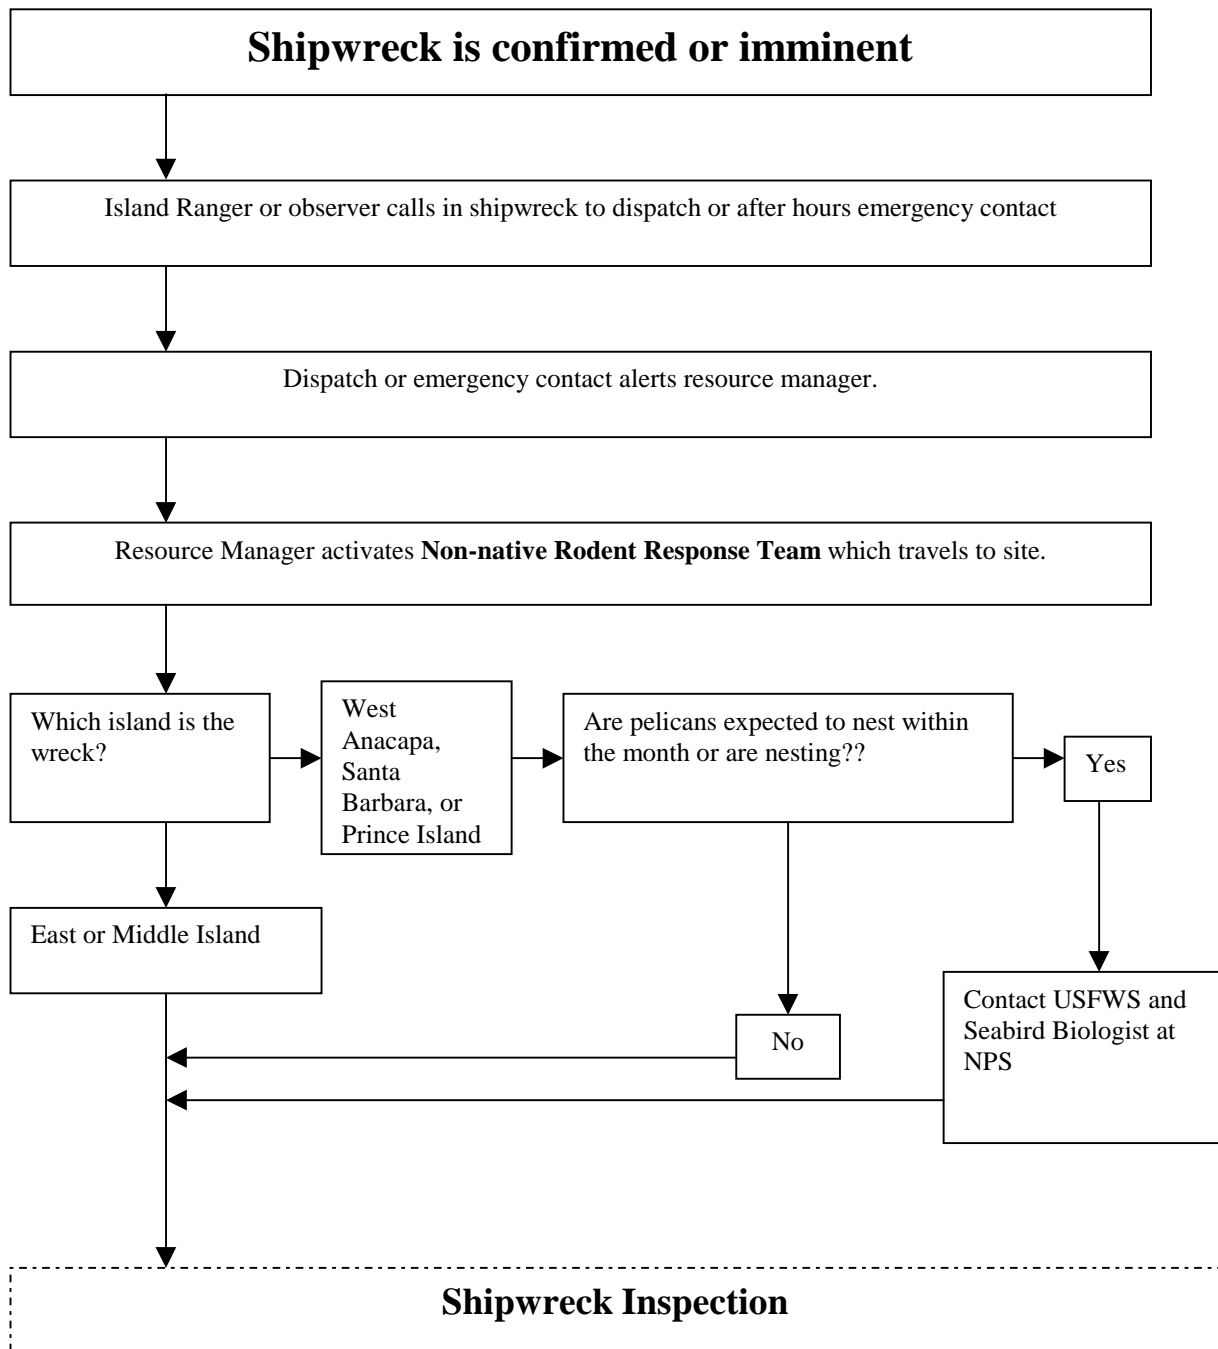 Shipwreck is confirmed or imminent
Island Ranger or observer calls in shipwreck to dispatch or after hours emergency contact
Dispatch or emergency contact alerts resource manager.
Resource Manager activates Non-native Rodent Response Team which travels to site.
Which island is the
wreck?
West
Anacapa,
Santa
Barbara, or
Prince Island
Are pelicans expected to nest within
the month or are nesting??
Yes
East or Middle Island
No
Contact USFWS and
Seabird Biologist at
NPS
Shipwreck Inspection